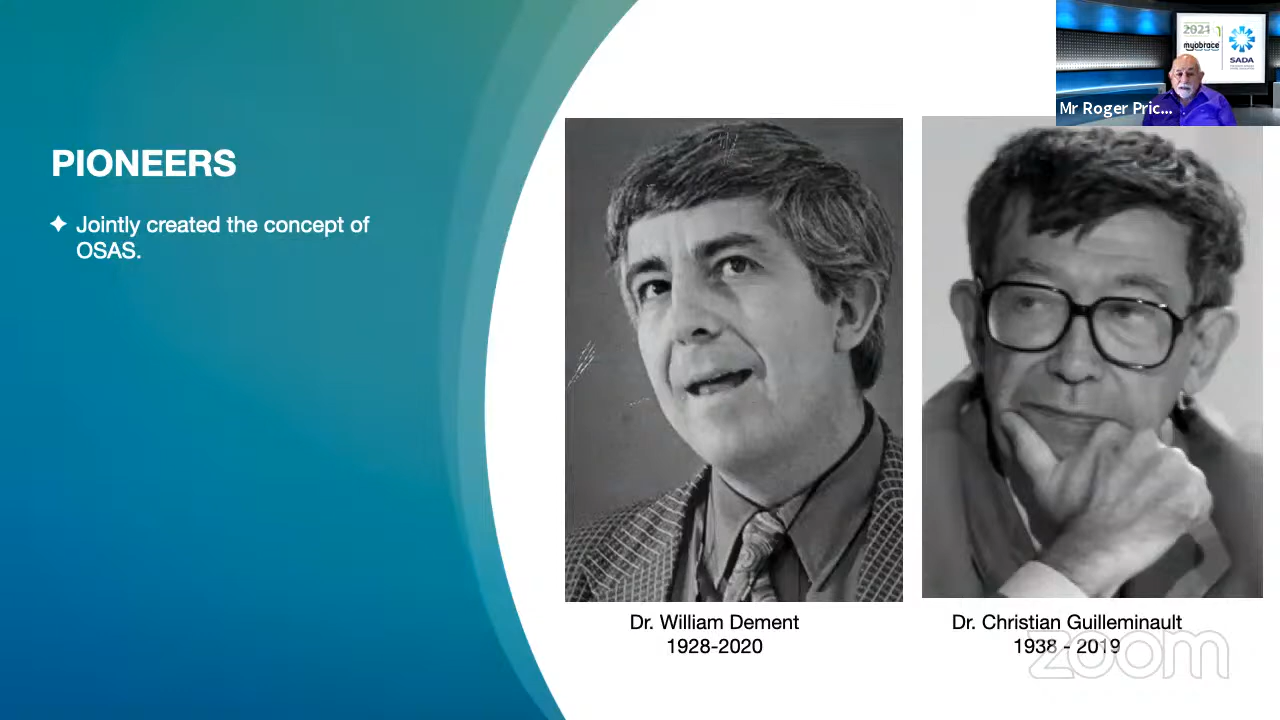 PIONEERS
✦ Jointly created the concept of
OSAS.
2021
myobrace
SADA
Mr Roger Pric...
Dr. William Dement
1928-2020
Dr. Christian Guilleminault
1938 - 2019
zoom